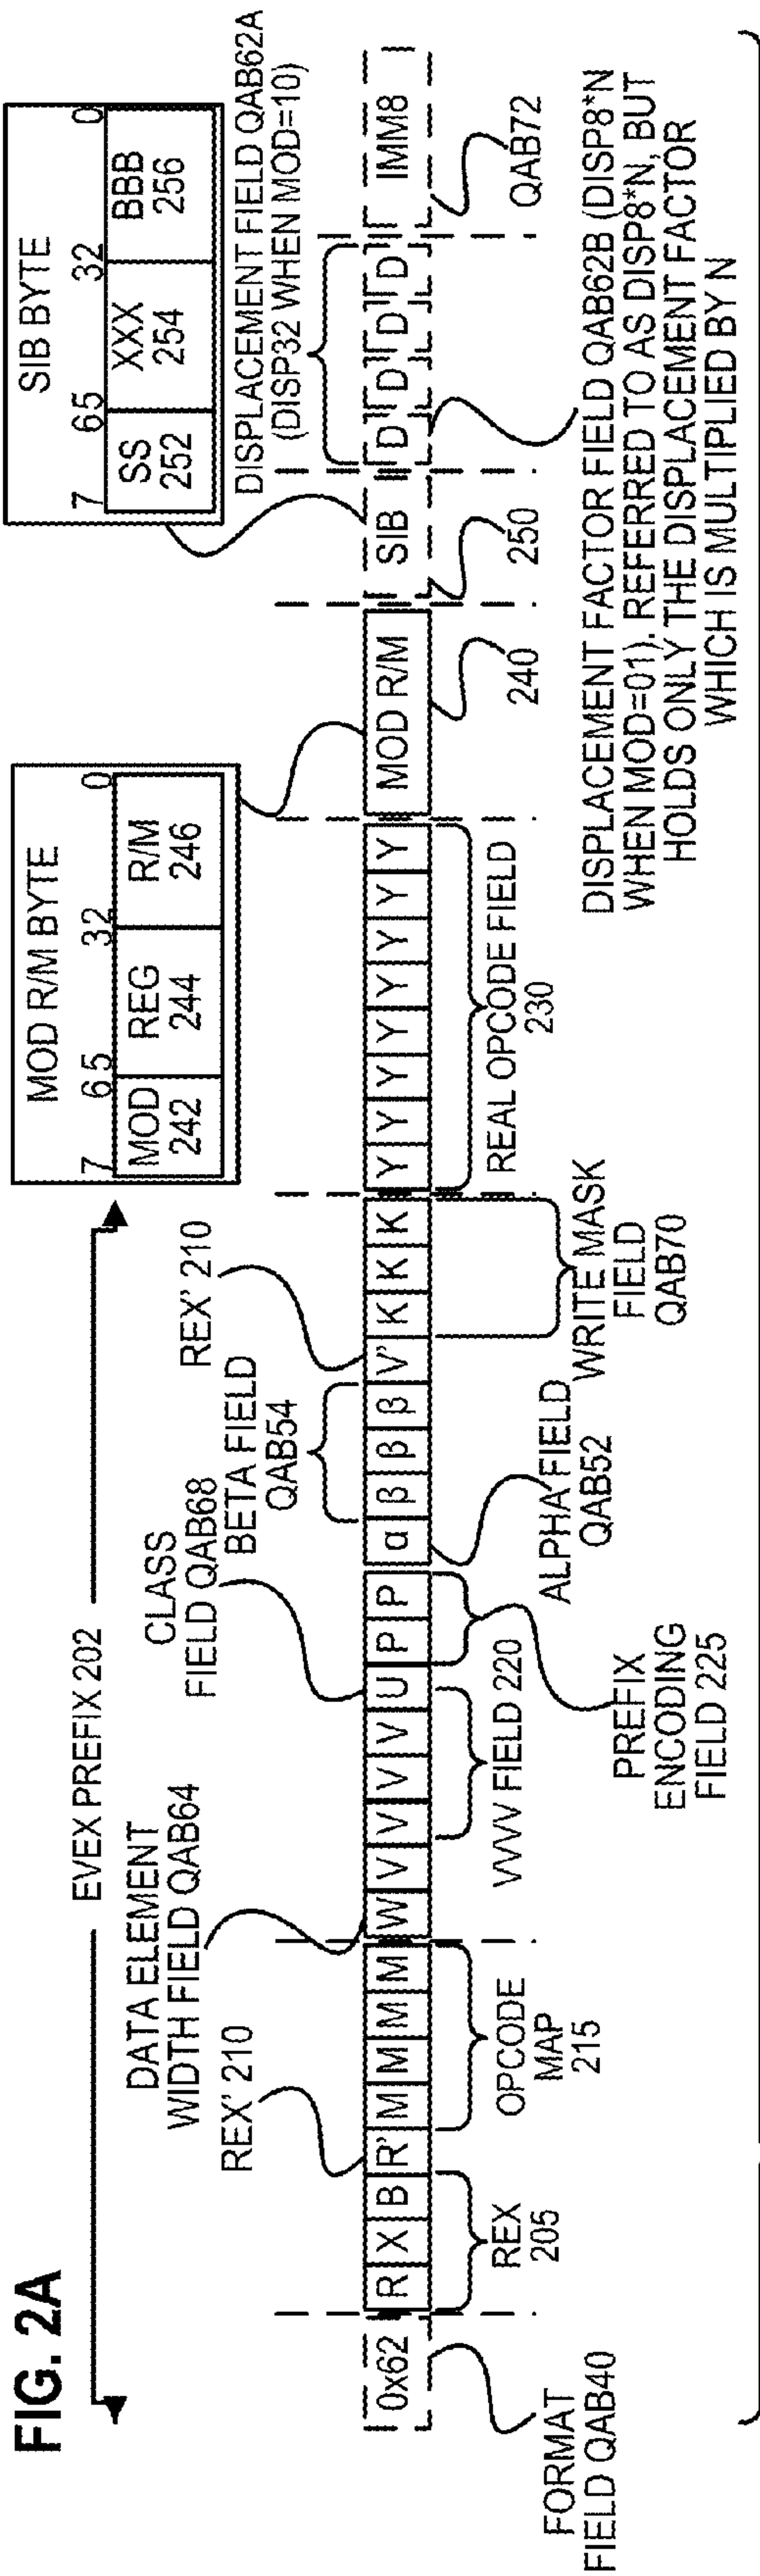 FIG. 2A
EVEX PREFIX 202
MOD R/M BYTE
7 6 5 3 2 0
MOD
242
REG
244
R/M
246
SIB BYTE
7 6 5 3 2 0
SS
252
XXX
254
BBB
256
DATA ELEMENT
WIDTH FIELD QAB64
REX' 210
CLASS
FIELD QAB68
BETA FIELD
QAB54
REX' 210
DISPLACEMENT FIELD QAB62A
(DISP32 WHEN MOD=10)
0x62 R X B R' M M M M W V V V V U P P α β β β V' K K K Y Y Y Y Y Y Y Y MOD R/M SIB D D D D IMM8
FORMAT
FIELD QAB40
REX
205
OPCODE
MAP
215
VVVV FIELD 220
PREFIX
ENCODING
FIELD 225
ALPHA FIELD
QAB52
WRITE MASK
FIELD
QAB70
REAL OPCODE FIELD
230
240
250
QAB72
DISPLACEMENT FACTOR FIELD QAB62B (DISP8*N
WHEN MOD=01). REFERRED TO AS DISP8*N, BUT
HOLDS ONLY THE DISPLACEMENT FACTOR
WHICH IS MULTIPLIED BY N